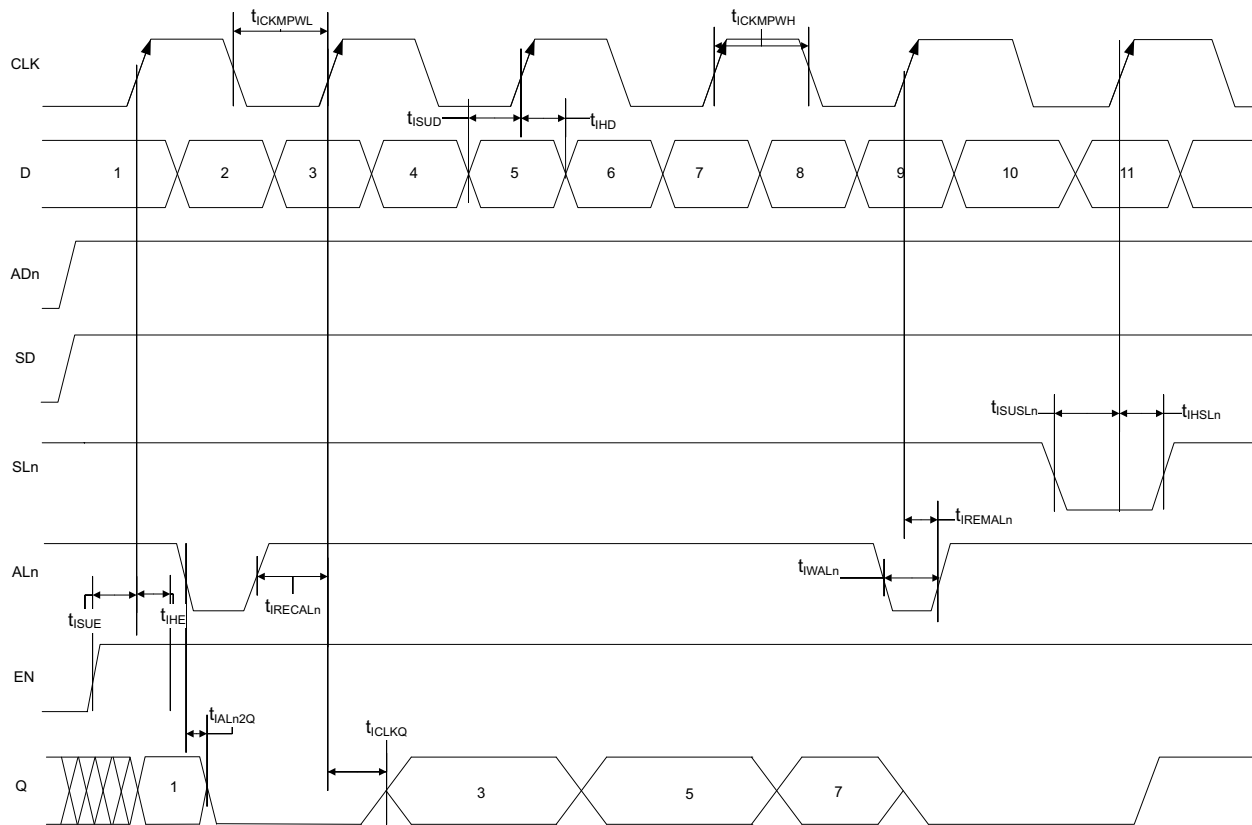 tICKMPWL
tICKMPWH
CLK
tISUD
tIHD
D
1 2 3 4 5 6 7 8 9 10 11
ADn
SD
tISUSLn
tIHSLn
SLn
tIREMALn
ALn
tIWALn
tISUE
tIHE
tIRECALn
EN
tIALn2Q
tICLKQ
Q
1 3 5 7